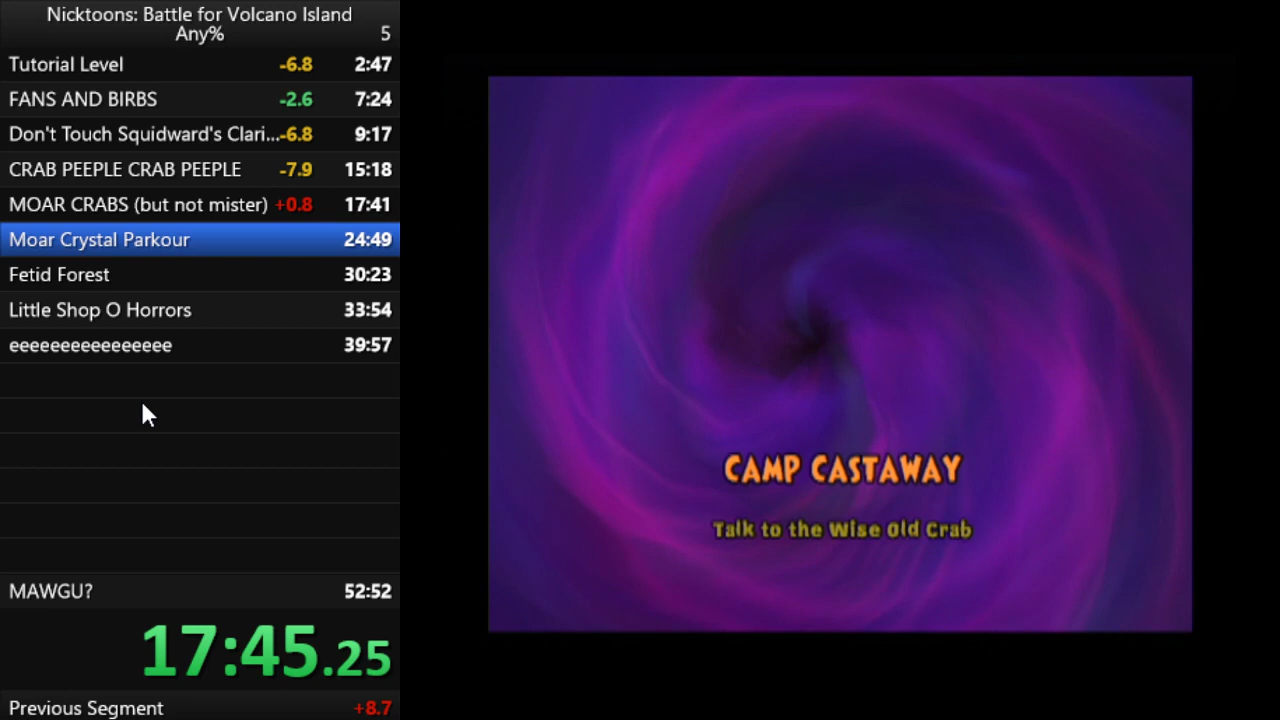 Nicktoons: Battle for Volcano Island
Any% 5
Tutorial Level -6.8 2:47
FANS AND BIRBS -2.6 7:24
Don't Touch Squidward's Clari... -6.8 9:17
CRAB PEEPLE CRAB PEEPLE -7.9 15:18
MOAR CRABS (but not mister) +0.8 17:41
Moar Crystal Parkour 24:49
Fetid Forest 30:23
Little Shop O Horrors 33:54
eeeeeeeeeeeeeeee 39:57
MAWGU? 52:52
17:45.25
Previous Segment +8.7
CAMP CASTAWAY
Talk to the Wise Old Crab